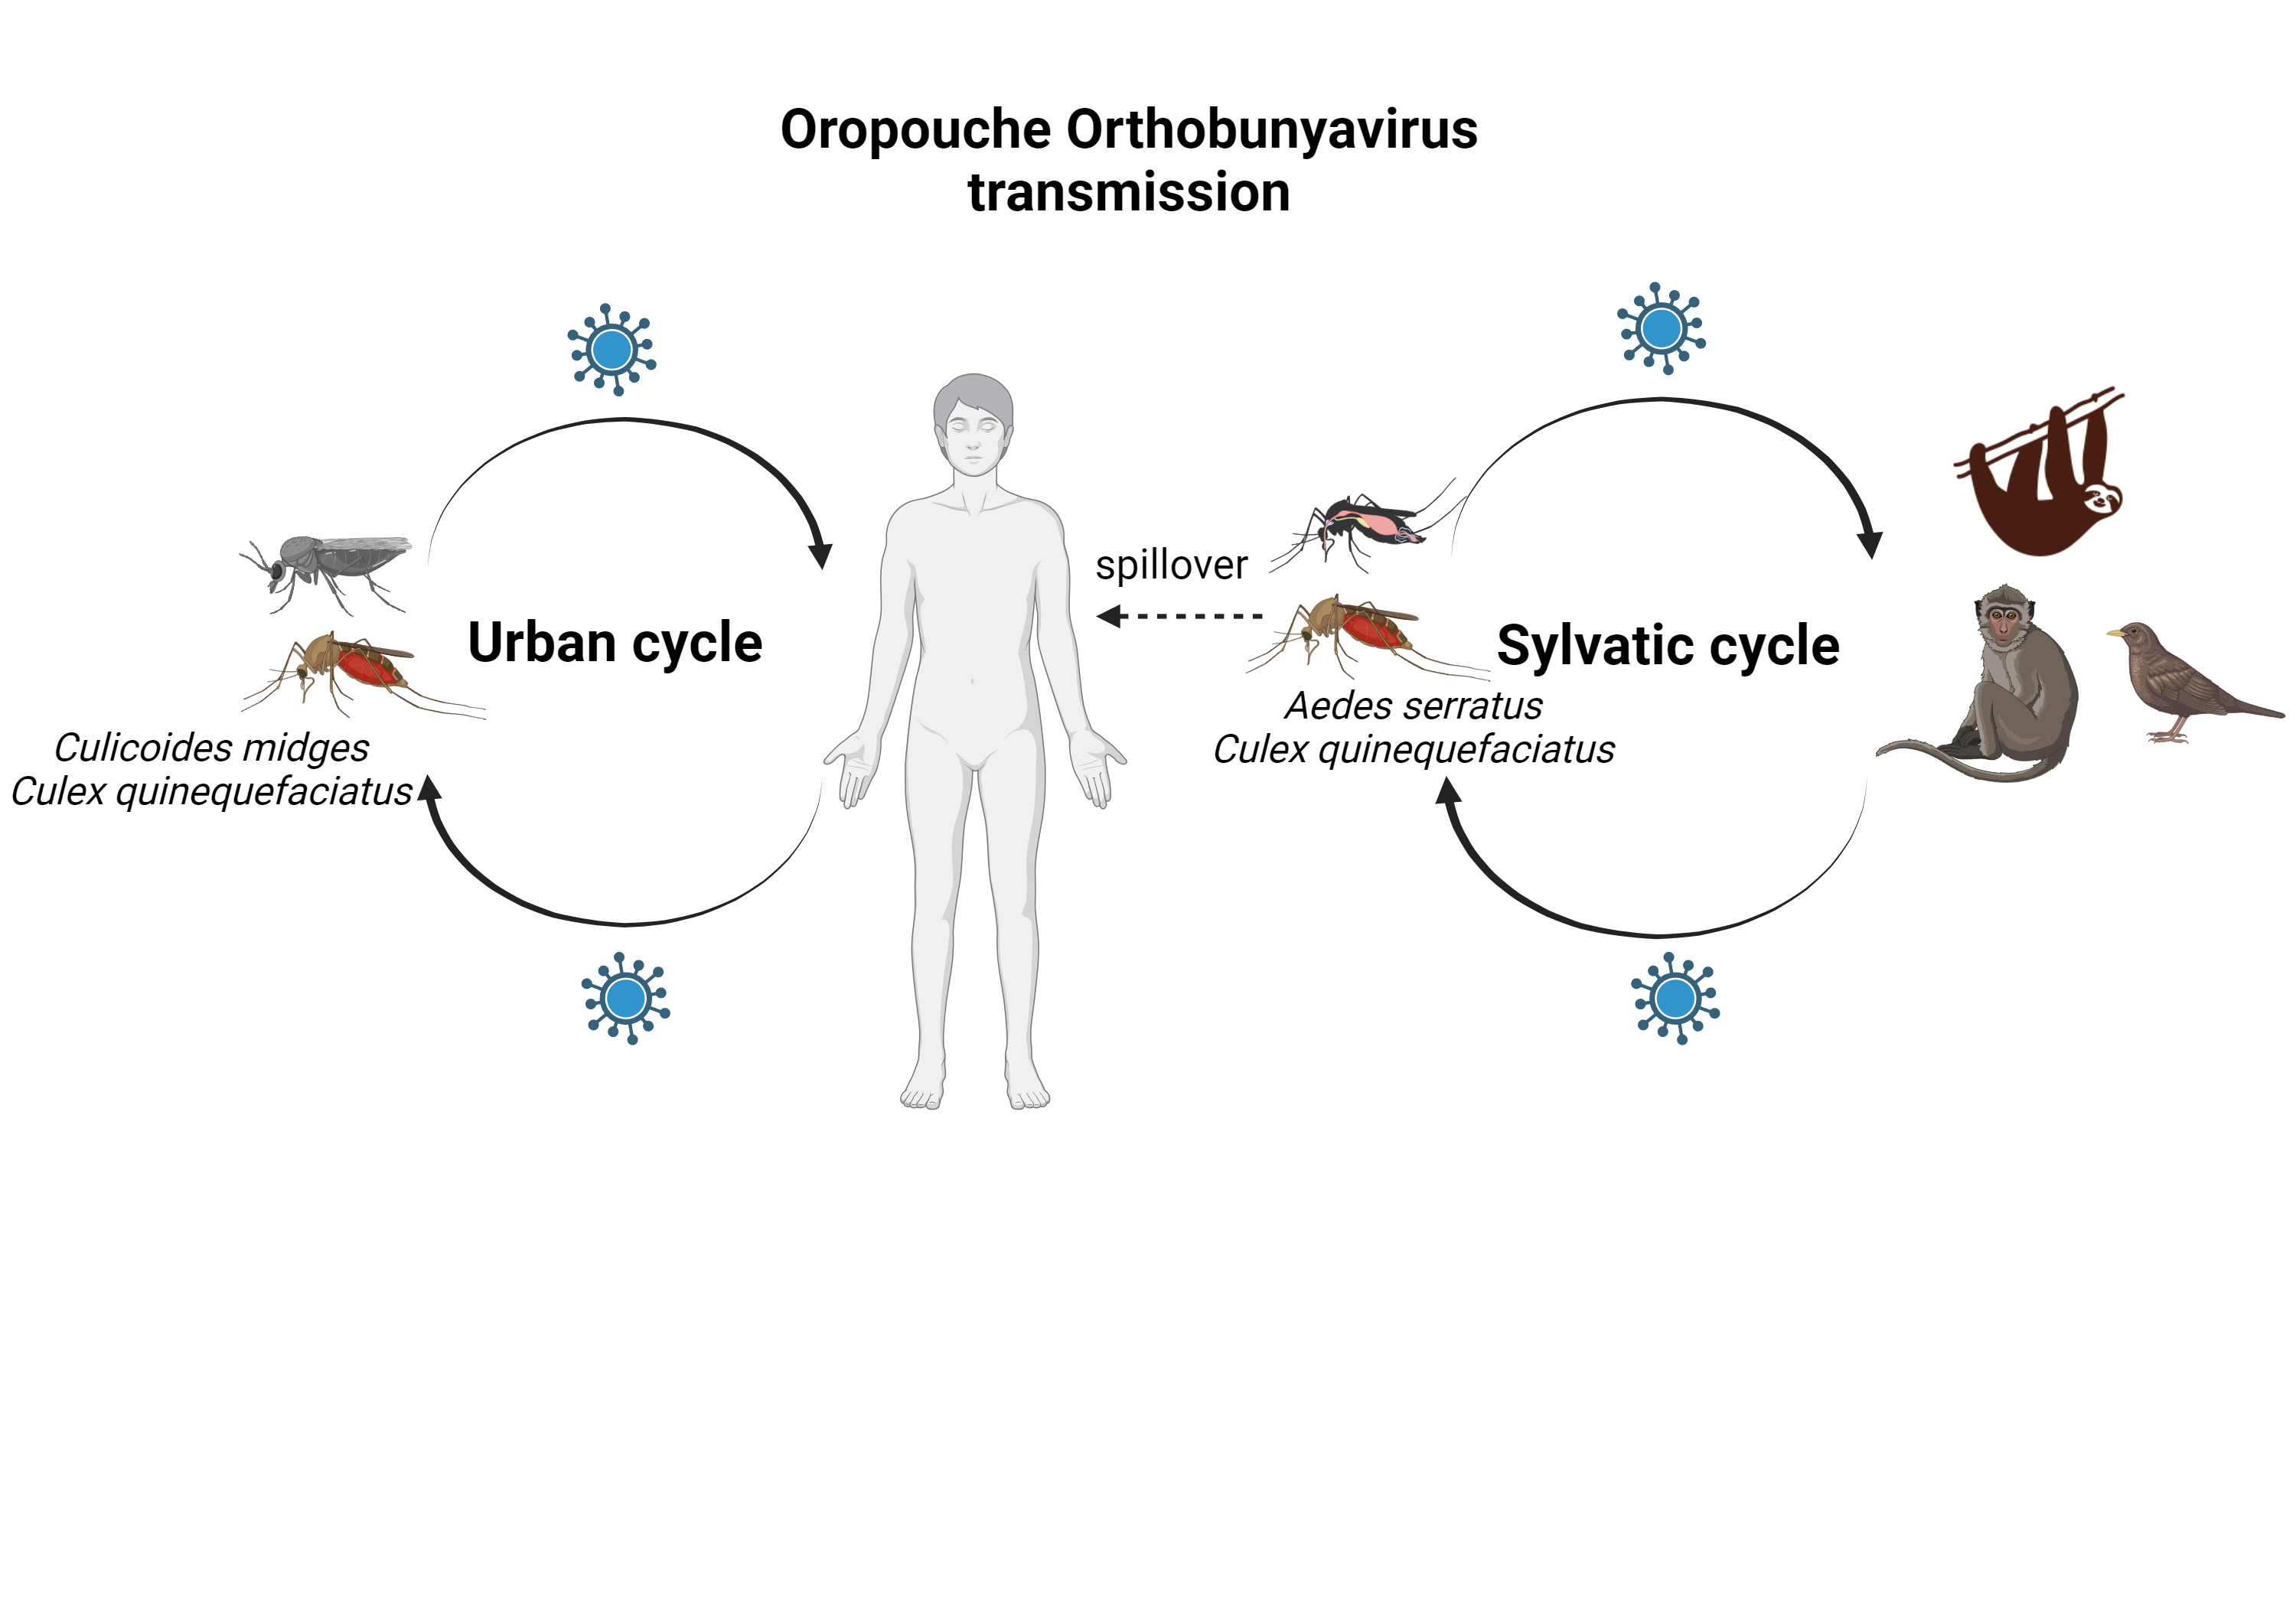 Oropouche Orthobunyavirus
transmission
spillover
Urban cycle
Sylvatic cycle
Culicoides midges
Culex quinequefaciatus
Aedes serratus
Culex quinequefaciatus